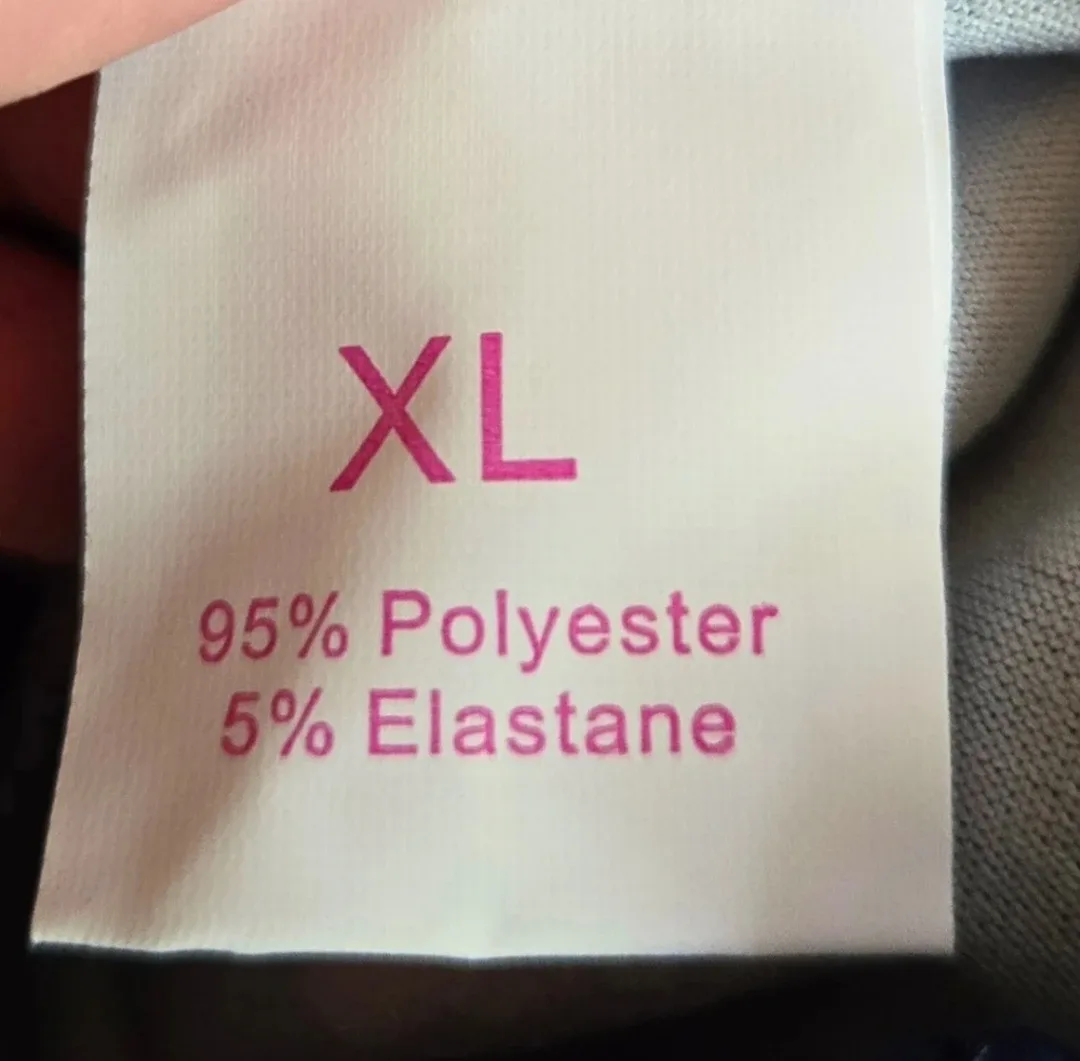 XL
95% Polyester
5% Elastane